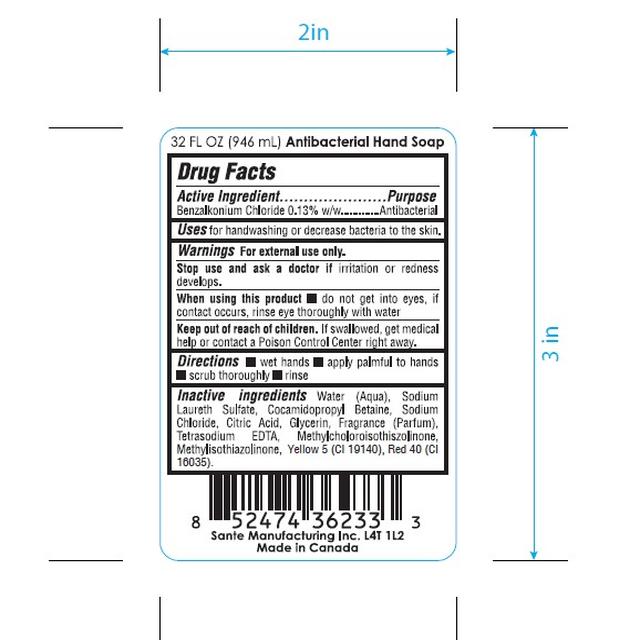 2in
32 FL OZ (946 mL) Antibacterial Hand Soap
Drug Facts
Active Ingredient......................Purpose
Benzalkonium Chloride 0.13% w/w...........Antibacterial
Uses for handwashing or decrease bacteria to the skin.
Warnings For external use only.
Stop use and ask a doctor if irritation or redness
develops.
When using this product ■ do not get into eyes, if
contact occurs, rinse eye thoroughly with water
Keep out of reach of children. If swallowed, get medical
help or contact a Poison Control Center right away.
Directions ■ wet hands ■ apply palmful to hands
■ scrub thoroughly ■ rinse
Inactive ingredients Water (Aqua), Sodium
Laureth Sulfate, Cocamidopropyl Betaine, Sodium
Chloride, Citric Acid, Glycerin, Fragrance (Parfum),
Tetrasodium EDTA, Methylcholoroisothiszolinone,
Methylisothiazolinone, Yellow 5 (CI 19140), Red 40 (CI
16035).
8 52474 36233 3
Sante Manufacturing Inc. L4T 1L2
Made in Canada
3 in